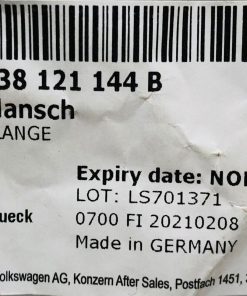 38 121 144 B
lansch
LANGE
Expiry date: NO
LOT: LS701371
ueck
0700 FI 20210208
Made in GERMANY
olkswagen AG, Konzern After Sales, Postfach 1451, 3